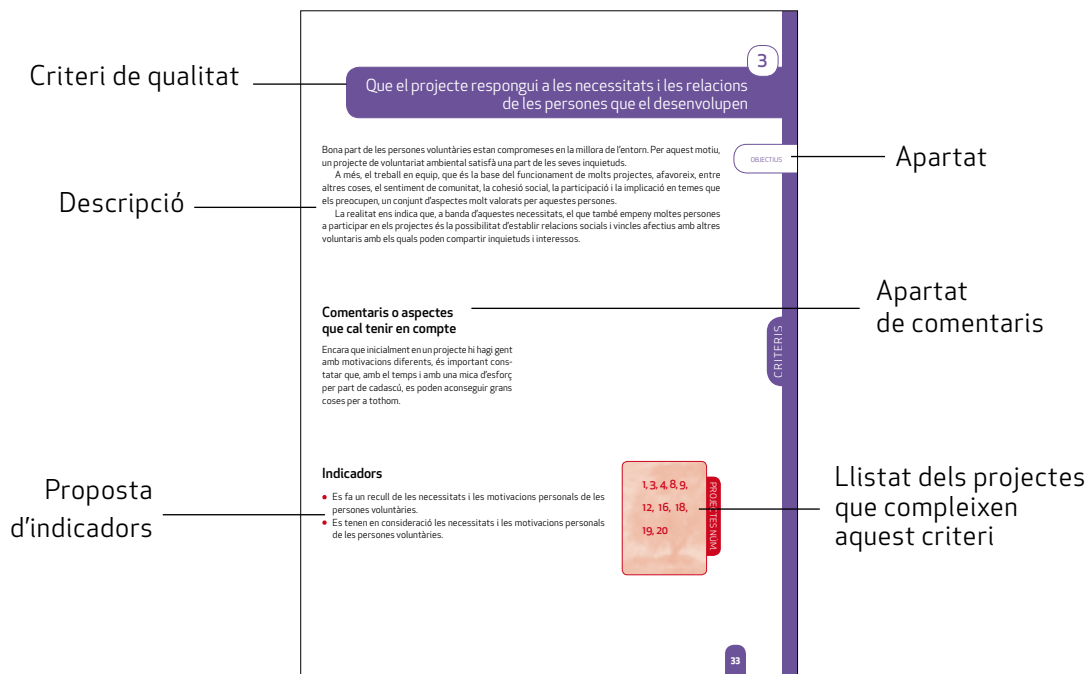 3
Criteri de qualitat
Que el projecte respongui a les necessitats i les relacions
de les persones que el desenvolupen
Bona part de les persones voluntàries estan compromeses en la millora de l'entorn. Per aquest motiu,
un projecte de voluntariat ambiental satisfà una part de les seves inquietuds.
A més, el treball en equip, que és la base del funcionament de molts projectes, afavoreix, entre
altres coses, el sentiment de comunitat, la cohesió social, la participació i la implicació en temes que
els preocupen, un conjunt d'aspectes molt valorats per aquestes persones.
La realitat ens indica que, a banda d'aquestes necessitats, el que també empeny moltes persones
a participar en els projectes és la possibilitat d'establir relacions socials i vincles afectius amb altres
voluntaris amb els quals poden compartir inquietuds i interessos.
OBJECTIUS
Apartat
Descripció
Comentaris o aspectes
que cal tenir en compte
Apartat
de comentaris
Encara que inicialment en un projecte hi hagi gent
amb motivacions diferents, és important cons-
tatar que, amb el temps i amb una mica d'esforç
per part de cadascú, es poden aconseguir grans
coses per a tothom.
CRITERIS
Proposta
d'indicadors
Indicadors
• Es fa un recull de les necessitats i les motivacions personals de les
persones voluntàries.
• Es tenen en consideració les necessitats i les motivacions personals
de les persones voluntàries.
1, 3, 4, 8, 9,
12, 16, 18,
19, 20
PROJECTES NÚM.
Llistat dels projectes
que compleixen
aquest criteri
33